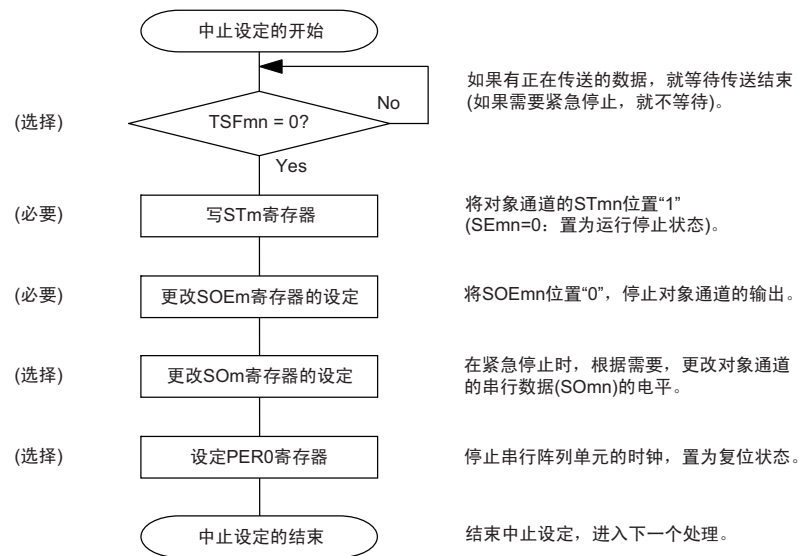 中止设定的开始
如果有正在传送的数据，就等待传送结束
(如果需要紧急停止，就不等待)。
No
(选择)
TSFmn = 0?
Yes
(必要)
写STm寄存器
将对象通道的STmn位置“1”
(SEmn=0：置为运行停止状态)。
(必要)
更改SOEm寄存器的设定
将SOEmn位置“0”，停止对象通道的输出。
(选择)
更改SOm寄存器的设定
在紧急停止时，根据需要，更改对象通道
的串行数据(SOmn)的电平。
(选择)
设定PER0寄存器
停止串行阵列单元的时钟，置为复位状态。
中止设定的结束
结束中止设定，进入下一个处理。